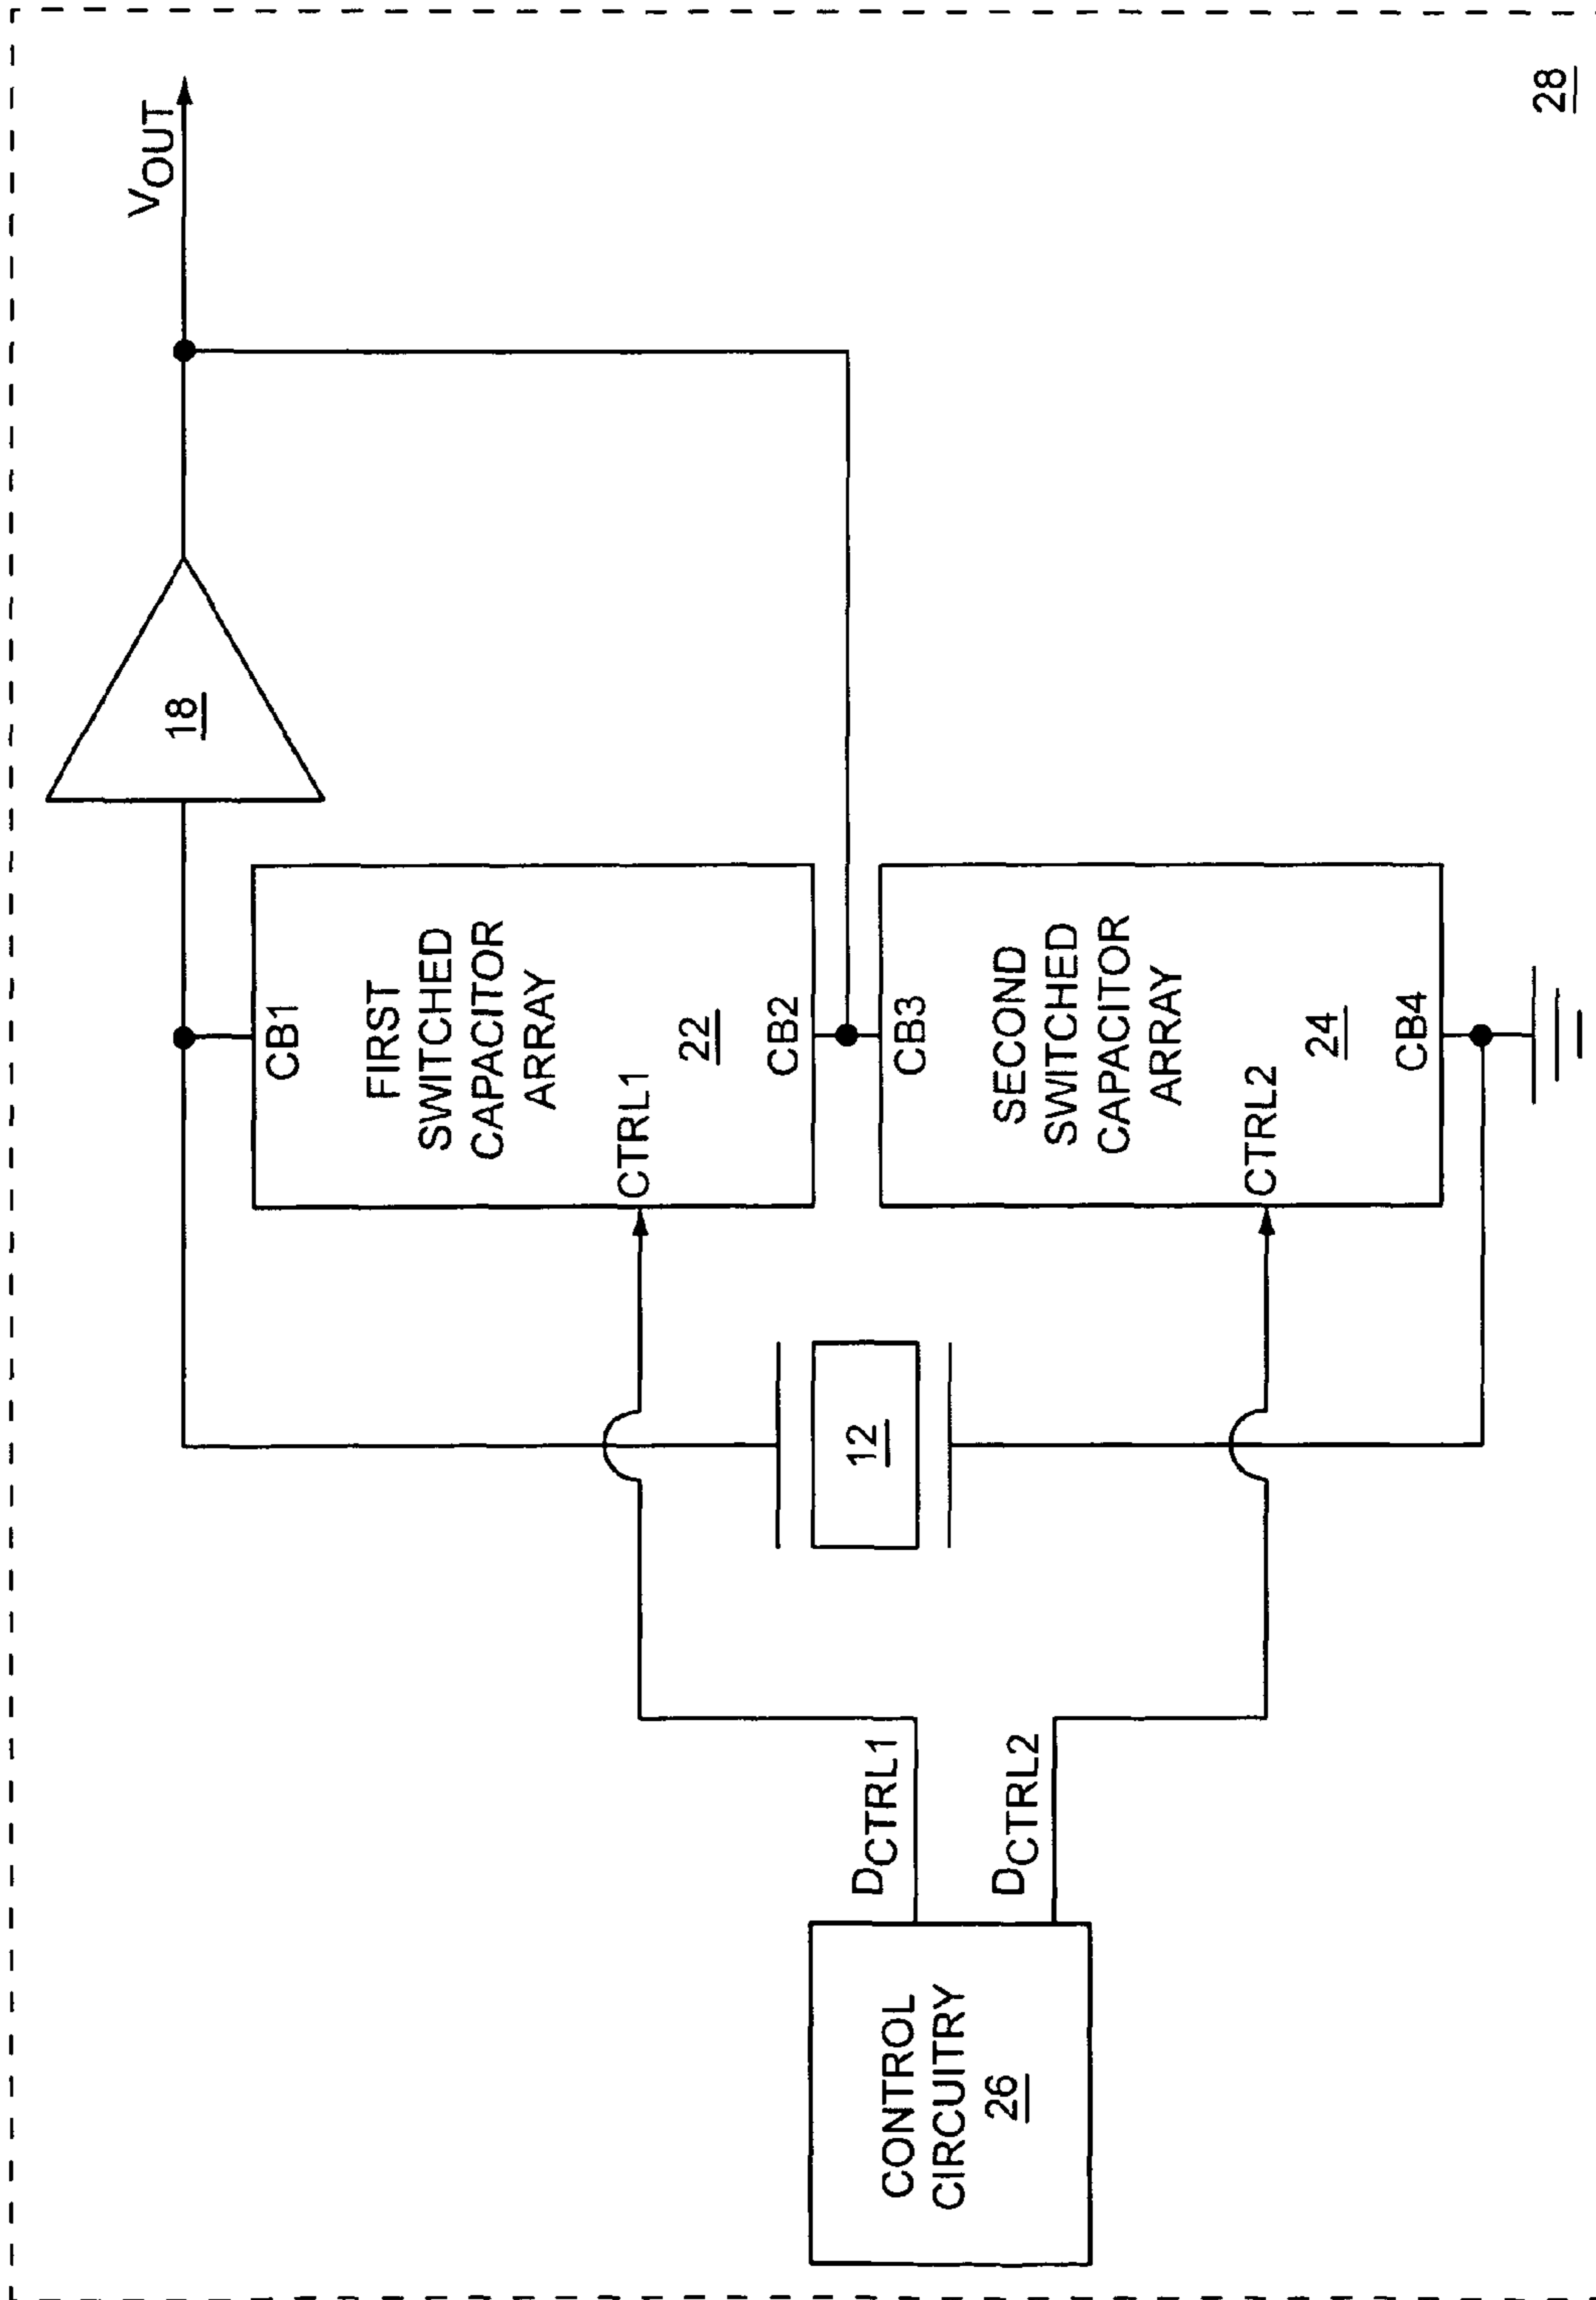 VOUT
18
CB1
FIRST
SWITCHED
CAPACITOR
ARRAY
CTRL1
22
CB2
CB3
SECOND
SWITCHED
CAPACITOR
ARRAY
CTRL2
24
CB4
12
DCTRL1
DCTRL2
CONTROL
CIRCUITRY
26
28